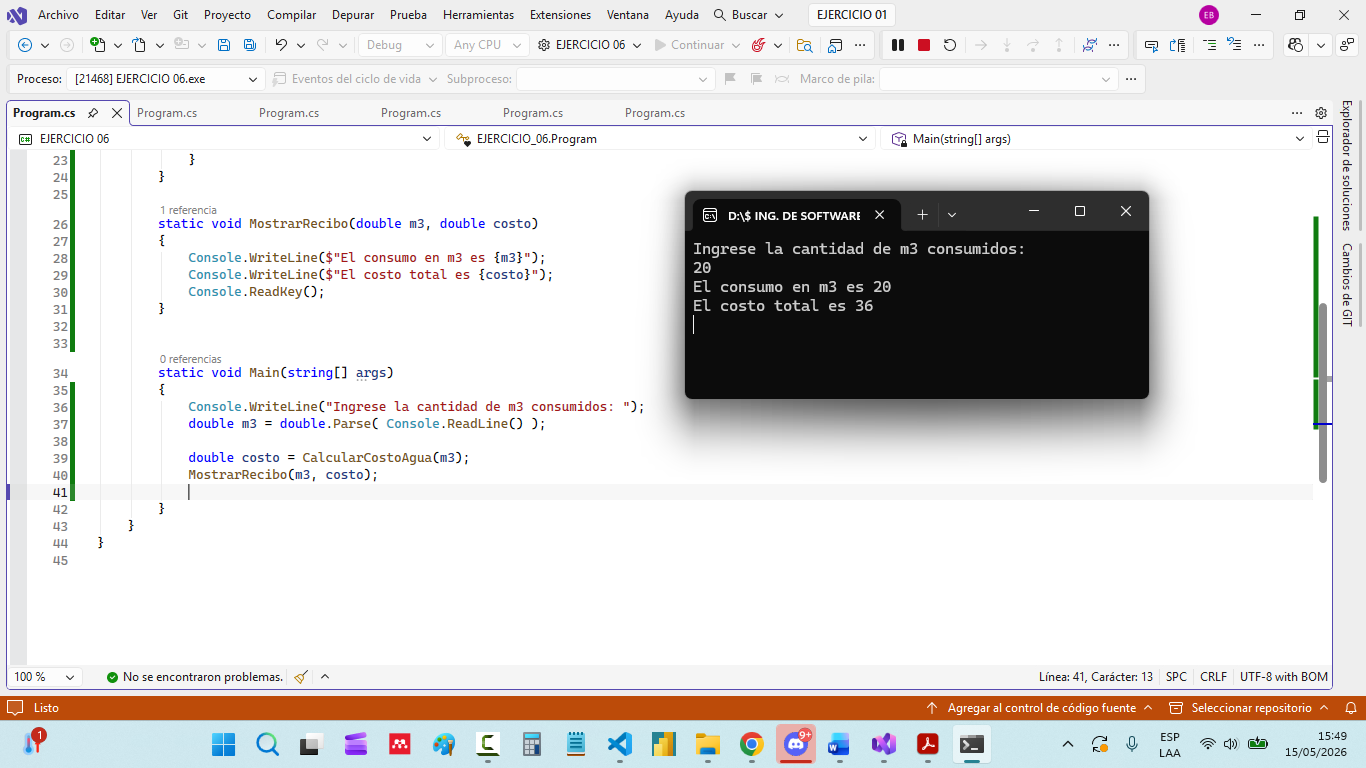 Archivo Editar Ver Git Proyecto Compilar Depurar Prueba Herramientas Extensiones Ventana Ayuda Buscar EJERCICIO 01 EB
Debug Any CPU EJERCICIO 06 Continuar
Proceso: [21468] EJERCICIO 06.exe Eventos del ciclo de vida Subproceso: Marco de pila:
Program.cs Program.cs Program.cs Program.cs Program.cs Program.cs
EJERCICIO 06 EJERCICIO_06.Program Main(string[] args)
23 }
24 }
25
1 referencia
26 static void MostrarRecibo(double m3, double costo)
27 {
28 Console.WriteLine($"El consumo en m3 es {m3}");
29 Console.WriteLine($"El costo total es {costo}");
30 Console.ReadKey();
31 }
32
33
0 referencias
34 static void Main(string[] args)
35 {
36 Console.WriteLine("Ingrese la cantidad de m3 consumidos: ");
37 double m3 = double.Parse( Console.ReadLine() );
38
39 double costo = CalcularCostoAgua(m3);
40 MostrarRecibo(m3, costo);
41
42 }
43 }
44 }
45
D:\$ ING. DE SOFTWARE
Ingrese la cantidad de m3 consumidos:
20
El consumo en m3 es 20
El costo total es 36
Explorador de soluciones
Cambios de GIT
100 % No se encontraron problemas. Línea: 41, Carácter: 13 SPC CRLF UTF-8 with BOM
Listo Agregar al control de código fuente Seleccionar repositorio
1 9+ ESP 15:49
LAA 15/05/2026